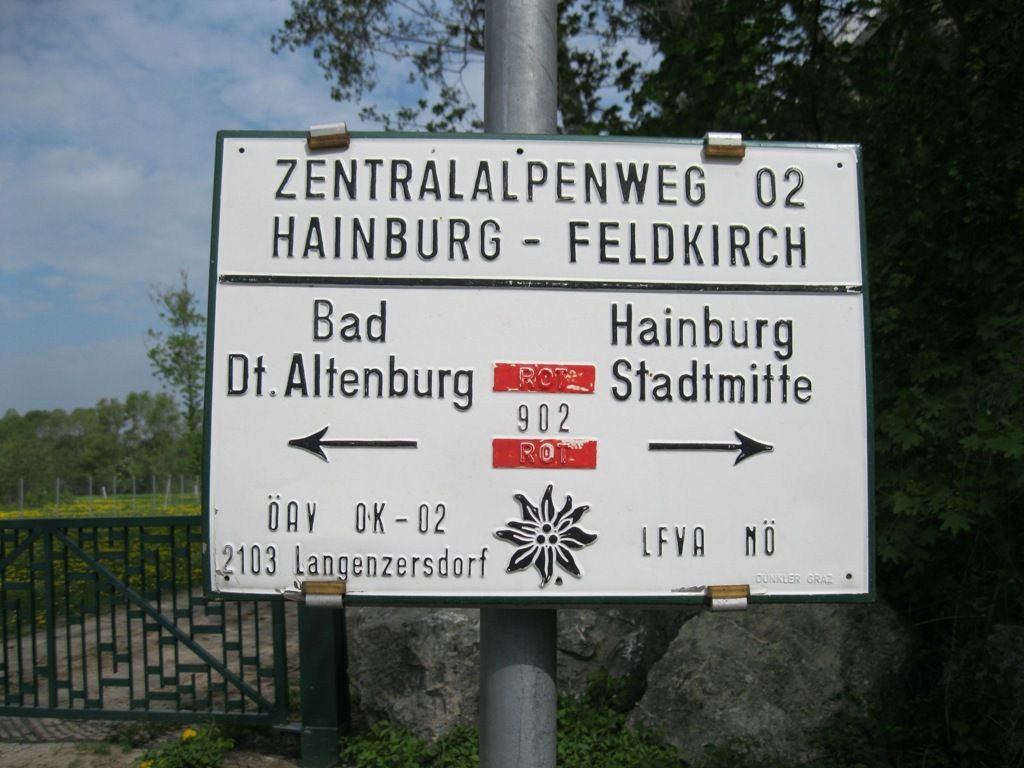 ZENTRALALPENWEG 02
HAINBURG - FELDKIRCH
Bad
Dt. Altenburg
ROT
902
ROT
Hainburg
Stadtmitte
ÖAV OK-02
2103 Langenzersdorf
LFVA NÖ
DUNKLER GRAZ